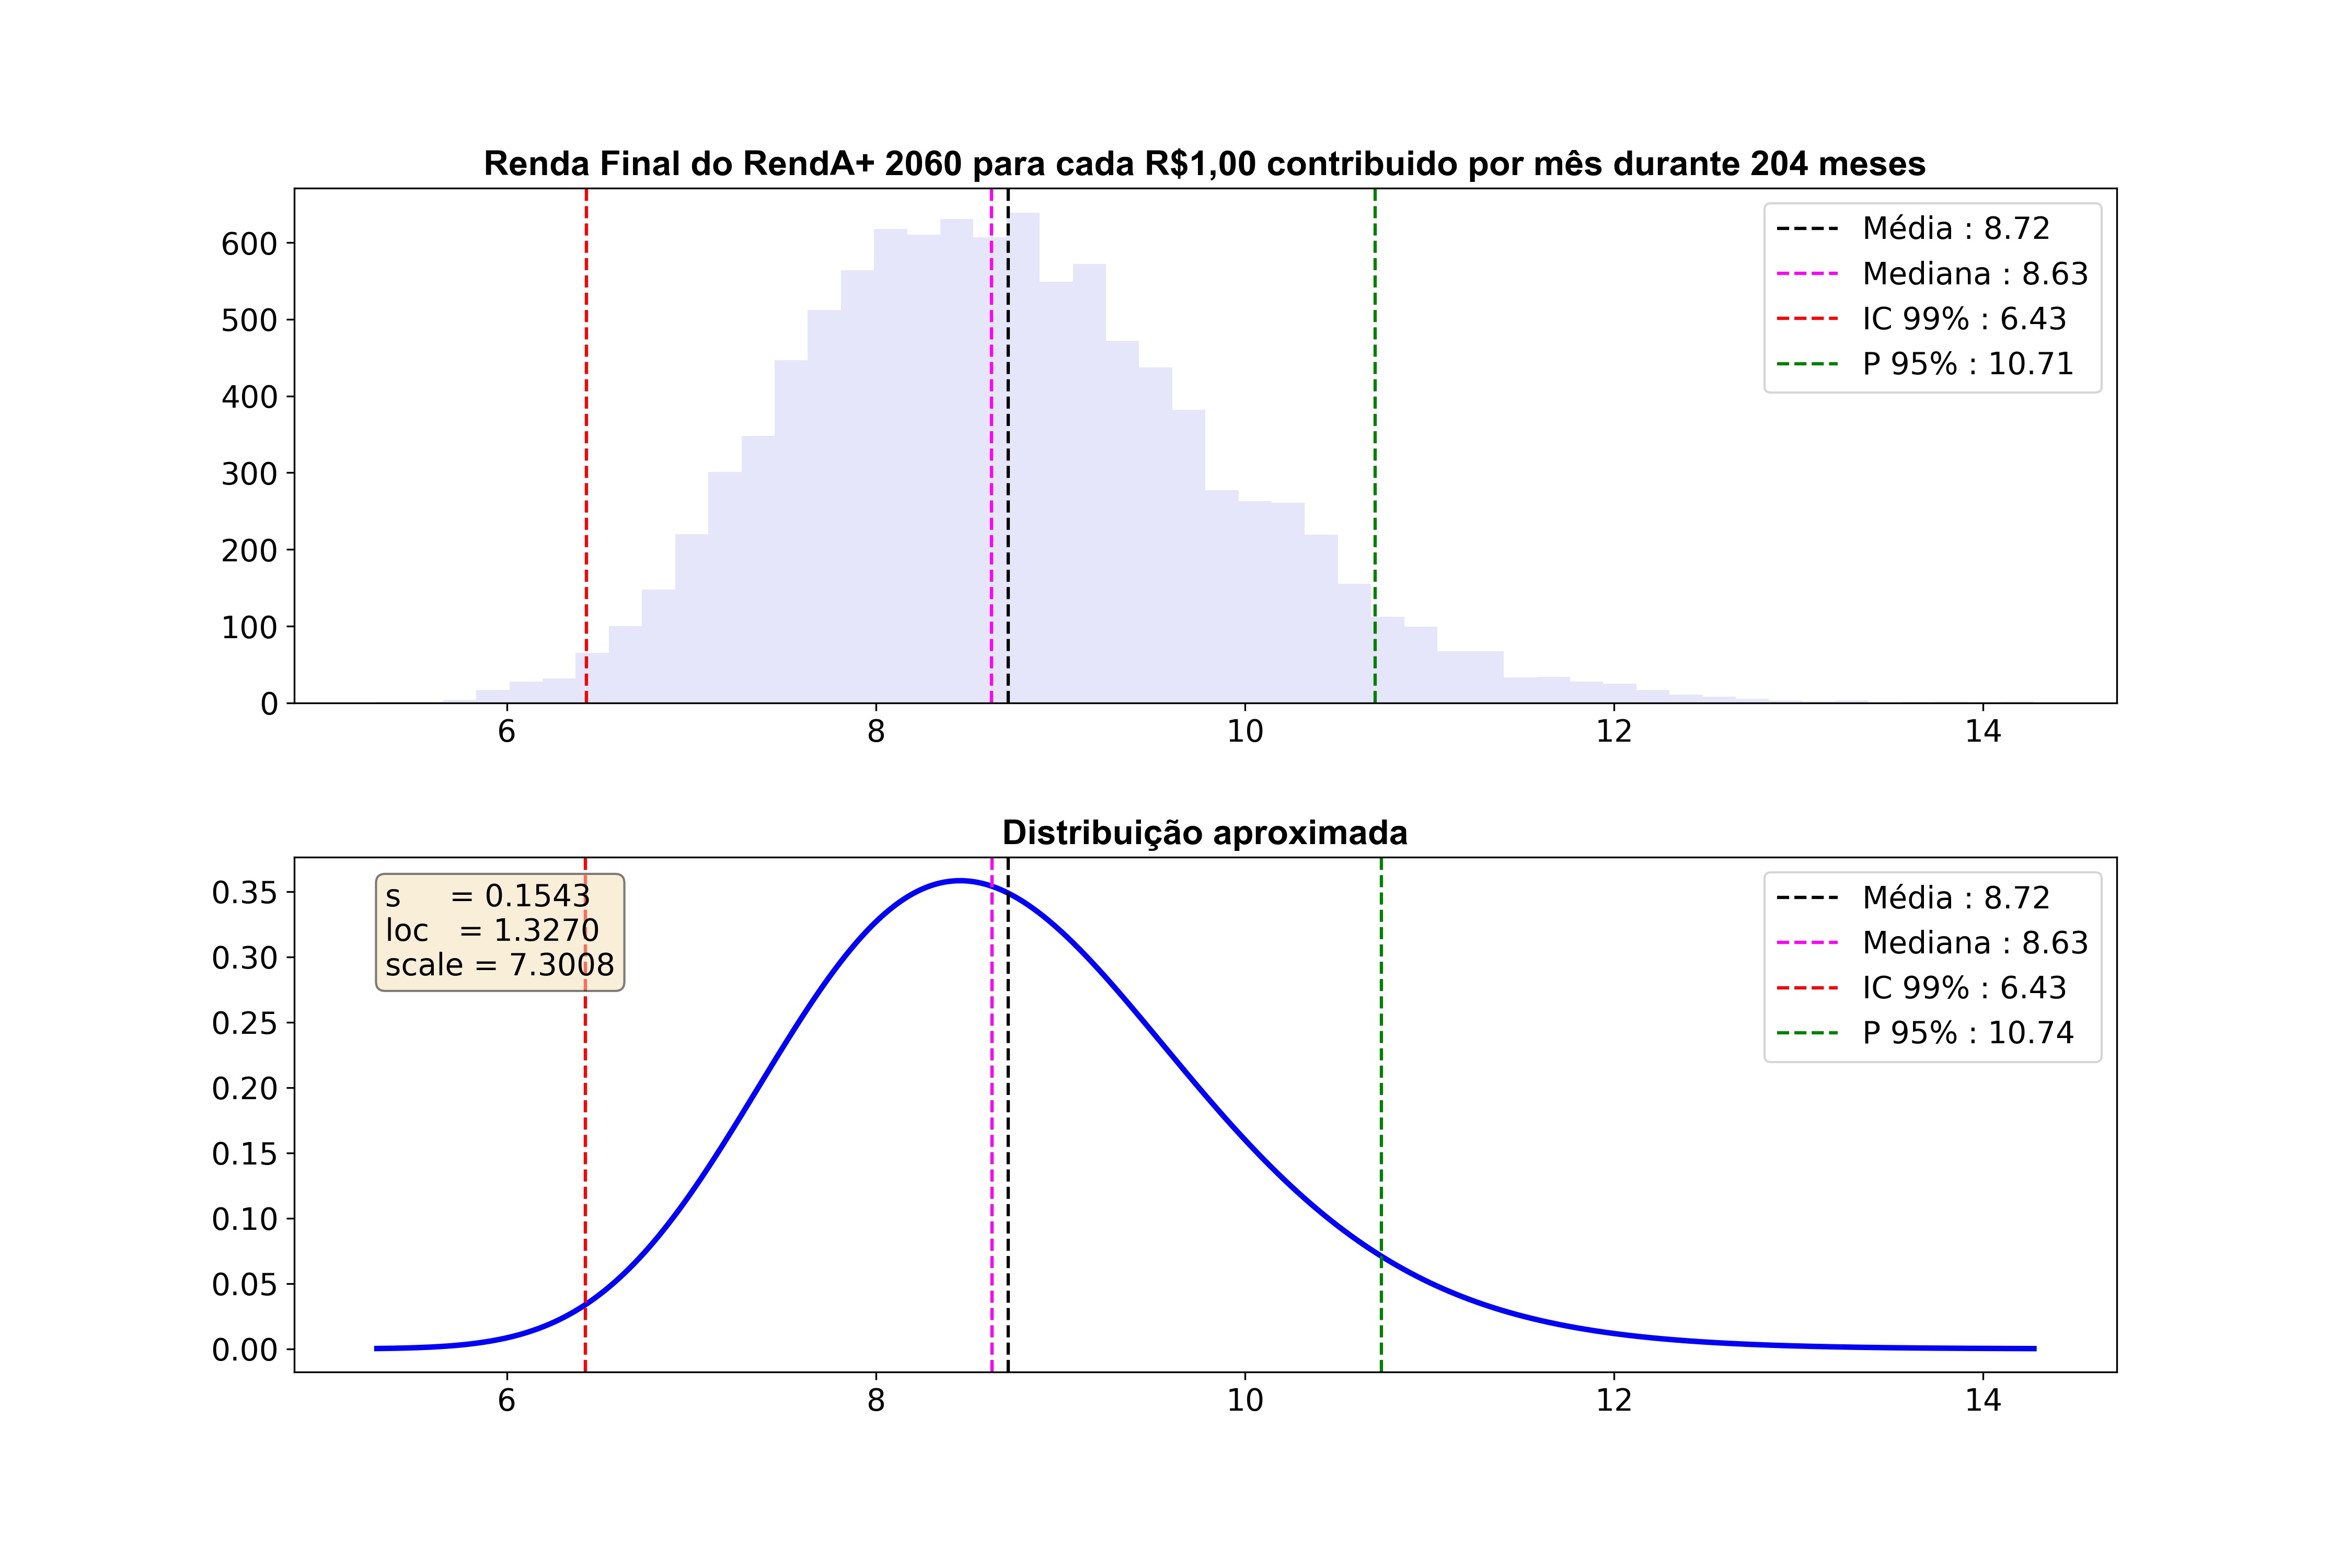 Renda Final do RendA+ 2060 para cada R$1,00 contribuido por mês durante 204 meses
600
500
400
300
200
100
0
6 8 10 12 14
Média : 8.72
Mediana : 8.63
IC 99% : 6.43
P 95% : 10.71
Distribuição aproximada
s = 0.1543
loc = 1.3270
scale = 7.3008
0.35
0.30
0.25
0.20
0.15
0.10
0.05
0.00
6 8 10 12 14
Média : 8.72
Mediana : 8.63
IC 99% : 6.43
P 95% : 10.74